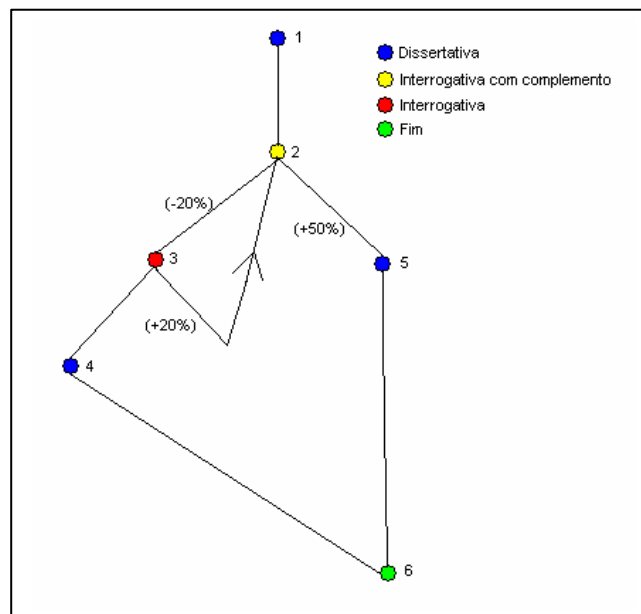 1
Dissertativa
Interrogativa com complemento
Interrogativa
Fim
2
(-20%)
(+50%)
3
5
(+20%)
4
6